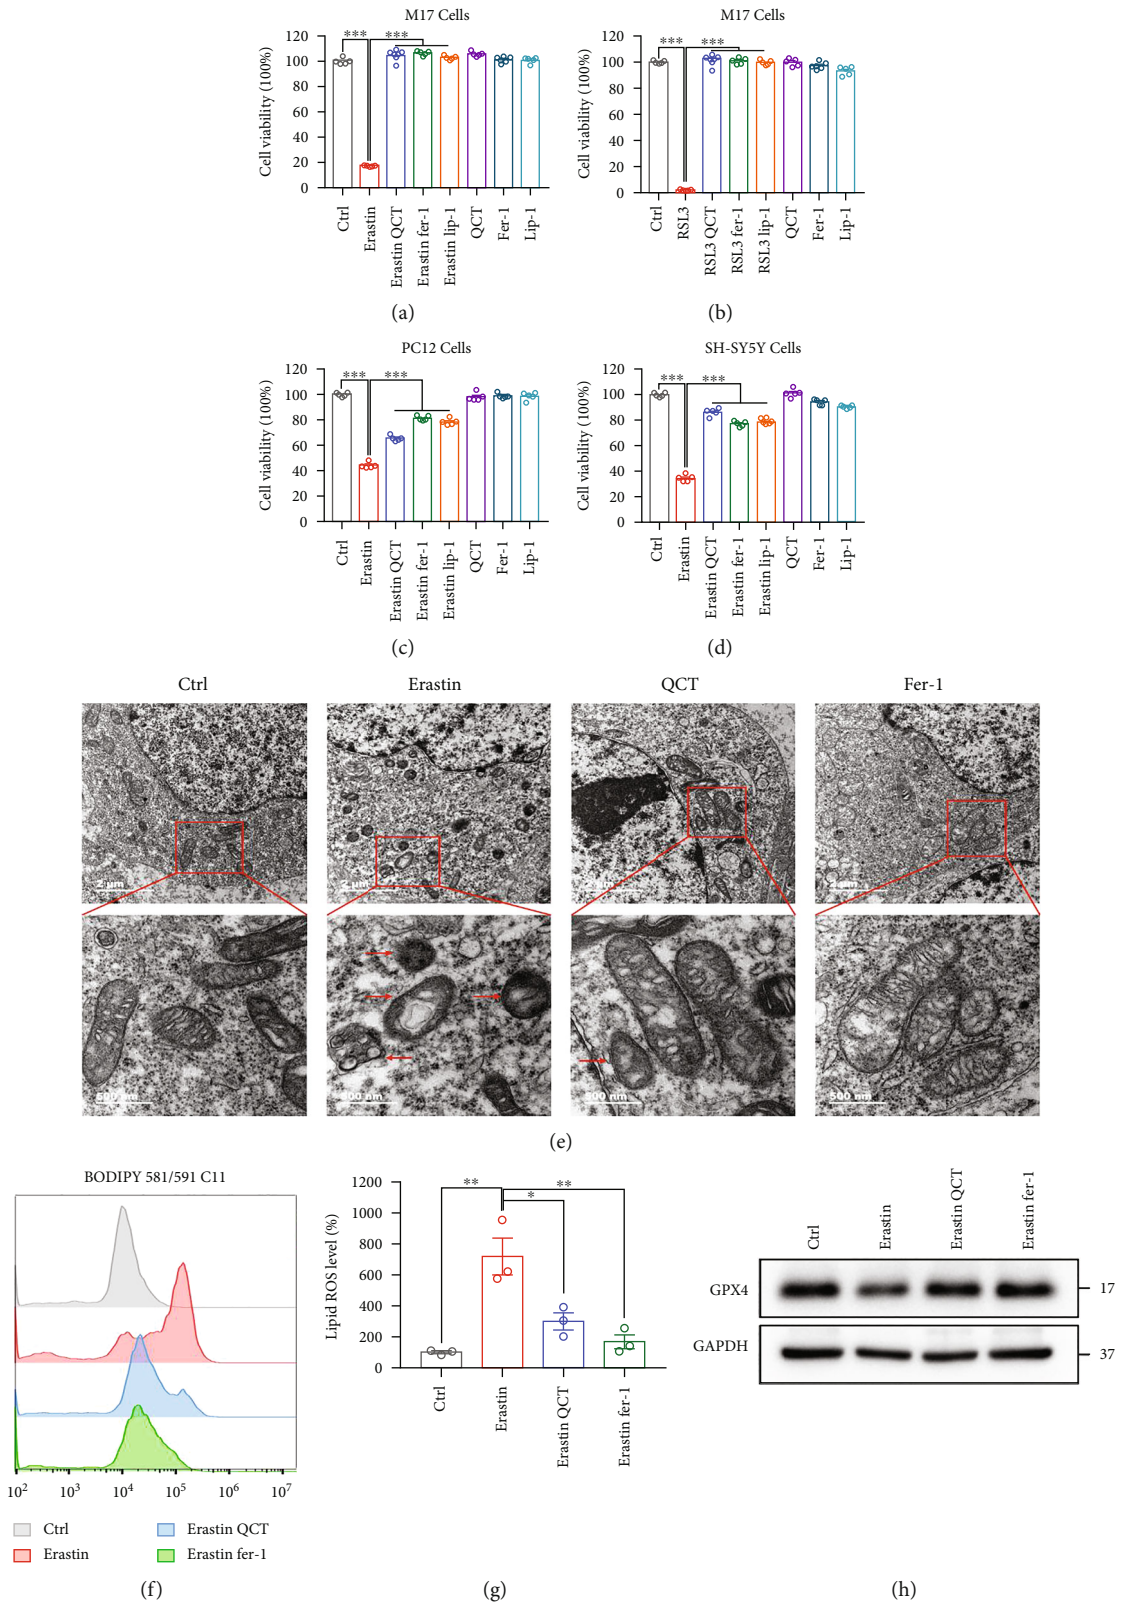 M17 Cells
Cell viability (100%)
120
100
80
60
40
20
0
***
***
Ctrl
Erastin
Erastin QCT
Erastin fer-1
Erastin lip-1
QCT
Fer-1
Lip-1
(a)
M17 Cells
Cell viability (100%)
120
100
80
60
40
20
0
***
***
Ctrl
RSL3
RSL3 QCT
RSL3 fer-1
RSL3 lip-1
QCT
Fer-1
Lip-1
(b)
PC12 Cells
Cell viability (100%)
120
100
80
60
40
20
0
***
***
Ctrl
Erastin
Erastin QCT
Erastin fer-1
Erastin lip-1
QCT
Fer-1
Lip-1
(c)
SH-SY5Y Cells
Cell viability (100%)
120
100
80
60
40
20
0
***
***
Ctrl
Erastin
Erastin QCT
Erastin fer-1
Erastin lip-1
QCT
Fer-1
Lip-1
(d)
Ctrl
Erastin
QCT
Fer-1
2 μm
2 μm
500 nm
500 nm
500 nm
500 nm
(e)
BODIPY 581/591 C11
10²
10³
10⁴
10⁵
10⁶
10⁷
Ctrl
Erastin QCT
Erastin
Erastin fer-1
(f)
Lipid ROS level (%)
1200
1000
800
600
400
200
0
**
*
**
Ctrl
Erastin
Erastin QCT
Erastin fer-1
(g)
Ctrl
Erastin
Erastin QCT
Erastin fer-1
GPX4
17
GAPDH
37
(h)